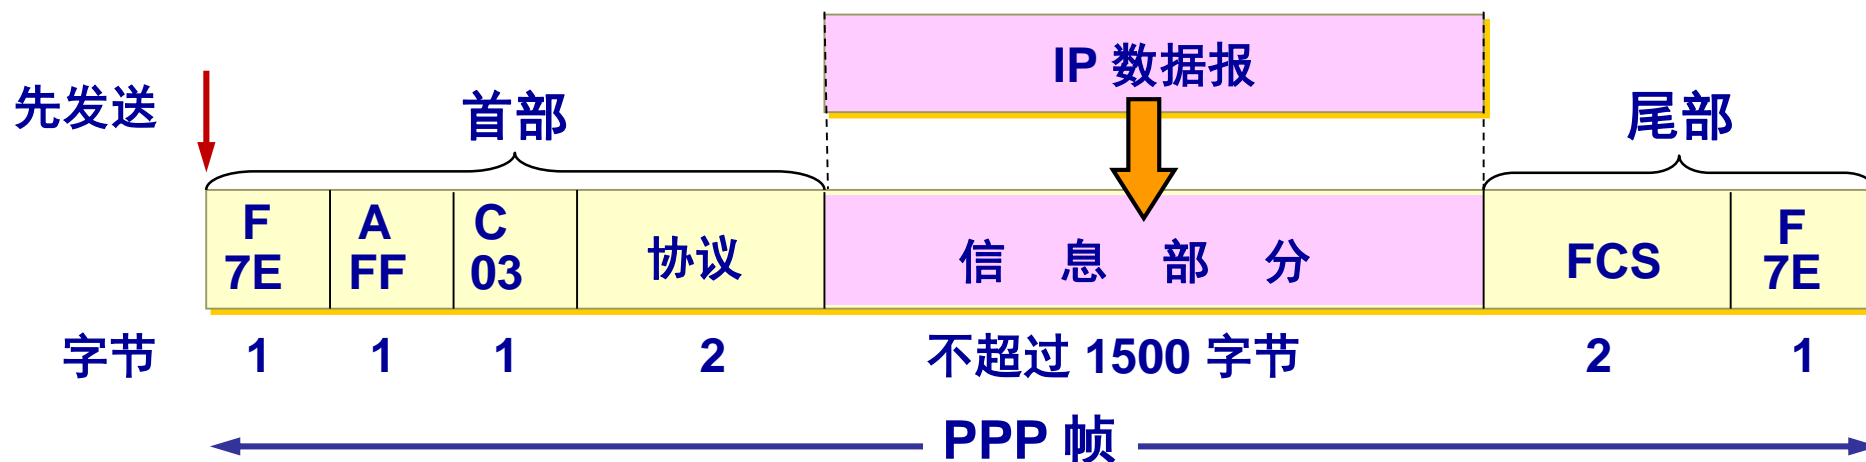 IP 数据报
先发送
首部
尾部
F
7E
A
FF
C
03
协议
信 息 部 分
FCS
F
7E
字节 1 1 1 2 不超过 1500 字节 2 1
PPP 帧